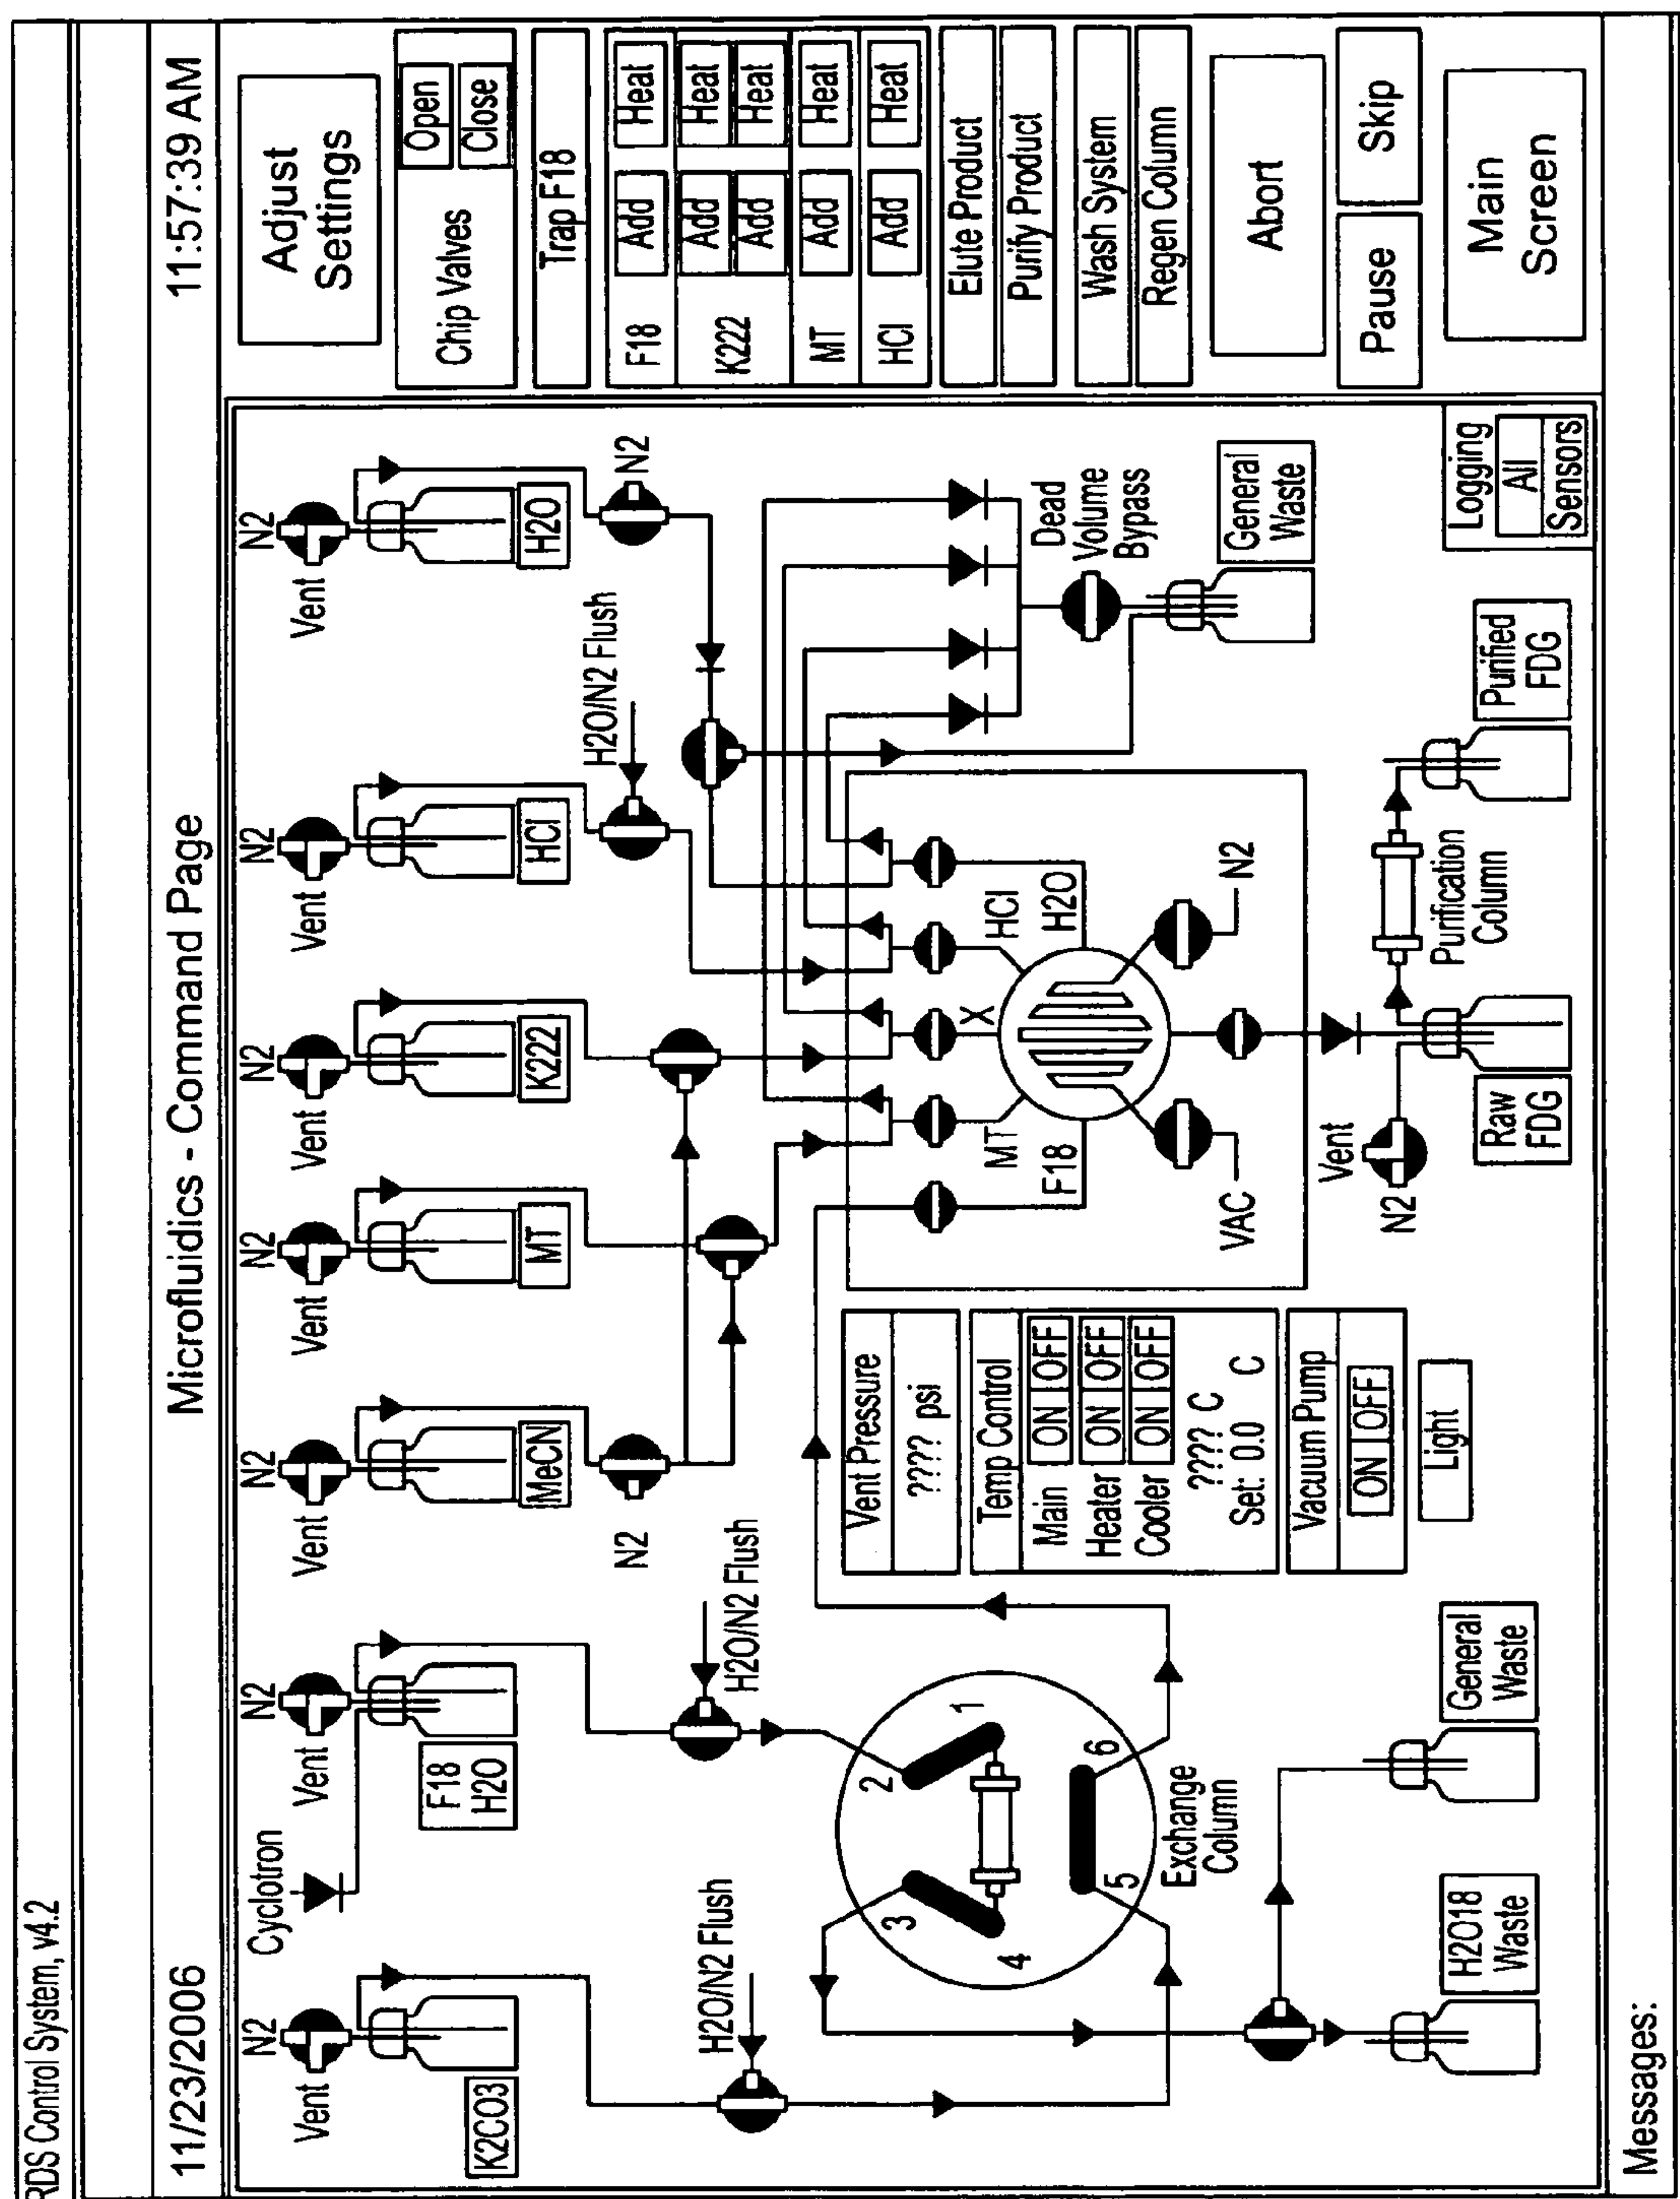 RDS Control System, v4.2
11/23/2006
Microfluidics - Command Page
11:57:39 AM
N2
Vent
K2CO3
Cyclotron
N2
Vent
F18
H2O
N2
Vent
MeCN
N2
Vent
MT
N2
Vent
K222
N2
Vent
HCl
N2
Vent
H2O
H2O/N2 Flush
H2O/N2 Flush
N2
H2O/N2 Flush
N2
1
2
3
4
5
6
Exchange
Column
H2O18
Waste
General
Waste
Vent Pressure
???? psi
Temp Control
Main ON OFF
Heater ON OFF
Cooler ON OFF
???? C
Set: 0.0 C
Vacuum Pump
ON OFF
Light
F18
MT
X
HCl
H2O
VAC
N2
Dead
Volume
Bypass
General
Waste
Vent
N2
Raw
FDG
Purification
Column
Purified
FDG
Logging
All
Sensors
Adjust
Settings
Chip Valves
Open
Close
Trap F18
F18 Add Heat
K222 Add Heat
Add Heat
MT Add Heat
HCl Add Heat
Elute Product
Purify Product
Wash System
Regen Column
Abort
Pause Skip
Main
Screen
Messages: